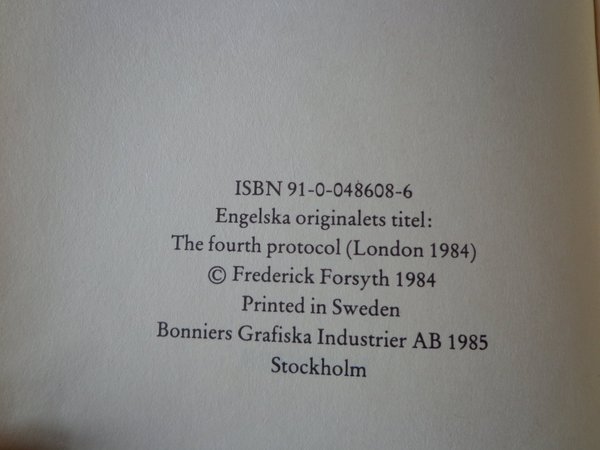 ISBN 91-0-048608-6
Engelska originalets titel:
The fourth protocol (London 1984)
© Frederick Forsyth 1984
Printed in Sweden
Bonniers Grafiska Industrier AB 1985
Stockholm